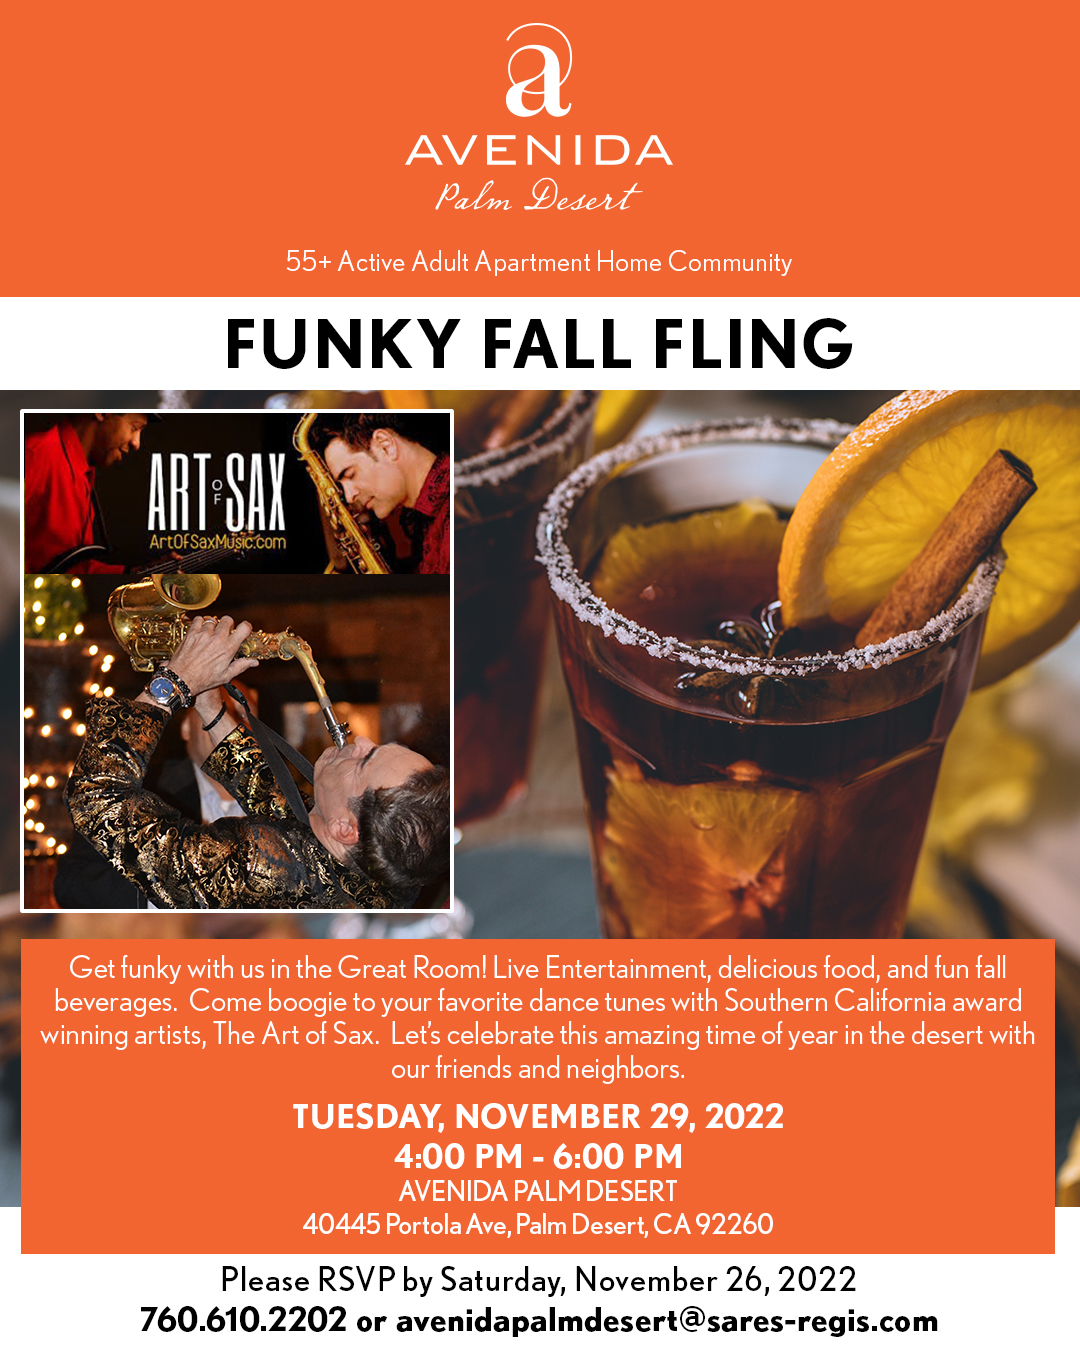 a
AVENIDA
Palm Desert
55+ Active Adult Apartment Home Community
FUNKY FALL FLING
ART OF SAX
ArtOfSaxMusic.com
Get funky with us in the Great Room! Live Entertainment, delicious food, and fun fall
beverages.  Come boogie to your favorite dance tunes with Southern California award
winning artists, The Art of Sax.  Let's celebrate this amazing time of year in the desert with
our friends and neighbors.
TUESDAY, NOVEMBER 29, 2022
4:00 PM - 6:00 PM
AVENIDA PALM DESERT
40445 Portola Ave, Palm Desert, CA 92260
Please RSVP by Saturday, November 26, 2022
760.610.2202 or avenidapalmdesert@sares-regis.com